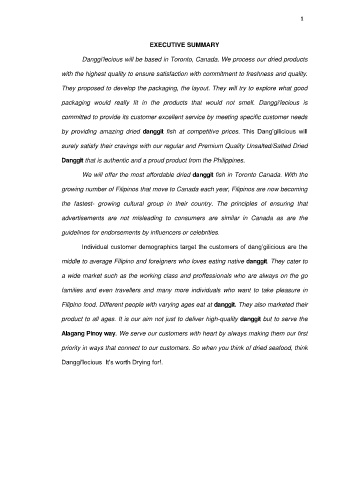 1
EXECUTIVE SUMMARY
Danggi'lecious will be based in Toronto, Canada. We process our dried products
with the highest quality to ensure satisfaction with commitment to freshness and quality.
They proposed to develop the packaging, the layout. They will try to explore what good
packaging would really fit in the products that would not smell. Danggi'lecious is
committed to provide its customer excellent service by meeting specific customer needs
by providing amazing dried danggit fish at competitive prices. This Dang'gilicious will
surely satisfy their cravings with our regular and Premium Quality Unsalted/Salted Dried
Danggit that is authentic and a proud product from the Philippines.
We will offer the most affordable dried danggit fish in Toronto Canada. With the
growing number of Filipinos that move to Canada each year, Filipinos are now becoming
the fastest- growing cultural group in their country. The principles of ensuring that
advertisements are not misleading to consumers are similar in Canada as are the
guidelines for endorsements by influencers or celebrities.
Individual customer demographics target the customers of dang'gilicious are the
middle to average Filipino and foreigners who loves eating native danggit. They cater to
a wide market such as the working class and proffessionals who are always on the go
families and even travellers and many more individuals who want to take pleasure in
Filipino food. Different people with varying ages eat at danggit. They also marketed their
product to all ages. It is our aim not just to deliver high-quality danggit but to serve the
Alagang Pinoy way. We serve our customers with heart by always making them our first
priority in ways that connect to our customers. So when you think of dried seafood, think
Danggi'lecious It's worth Drying for!.